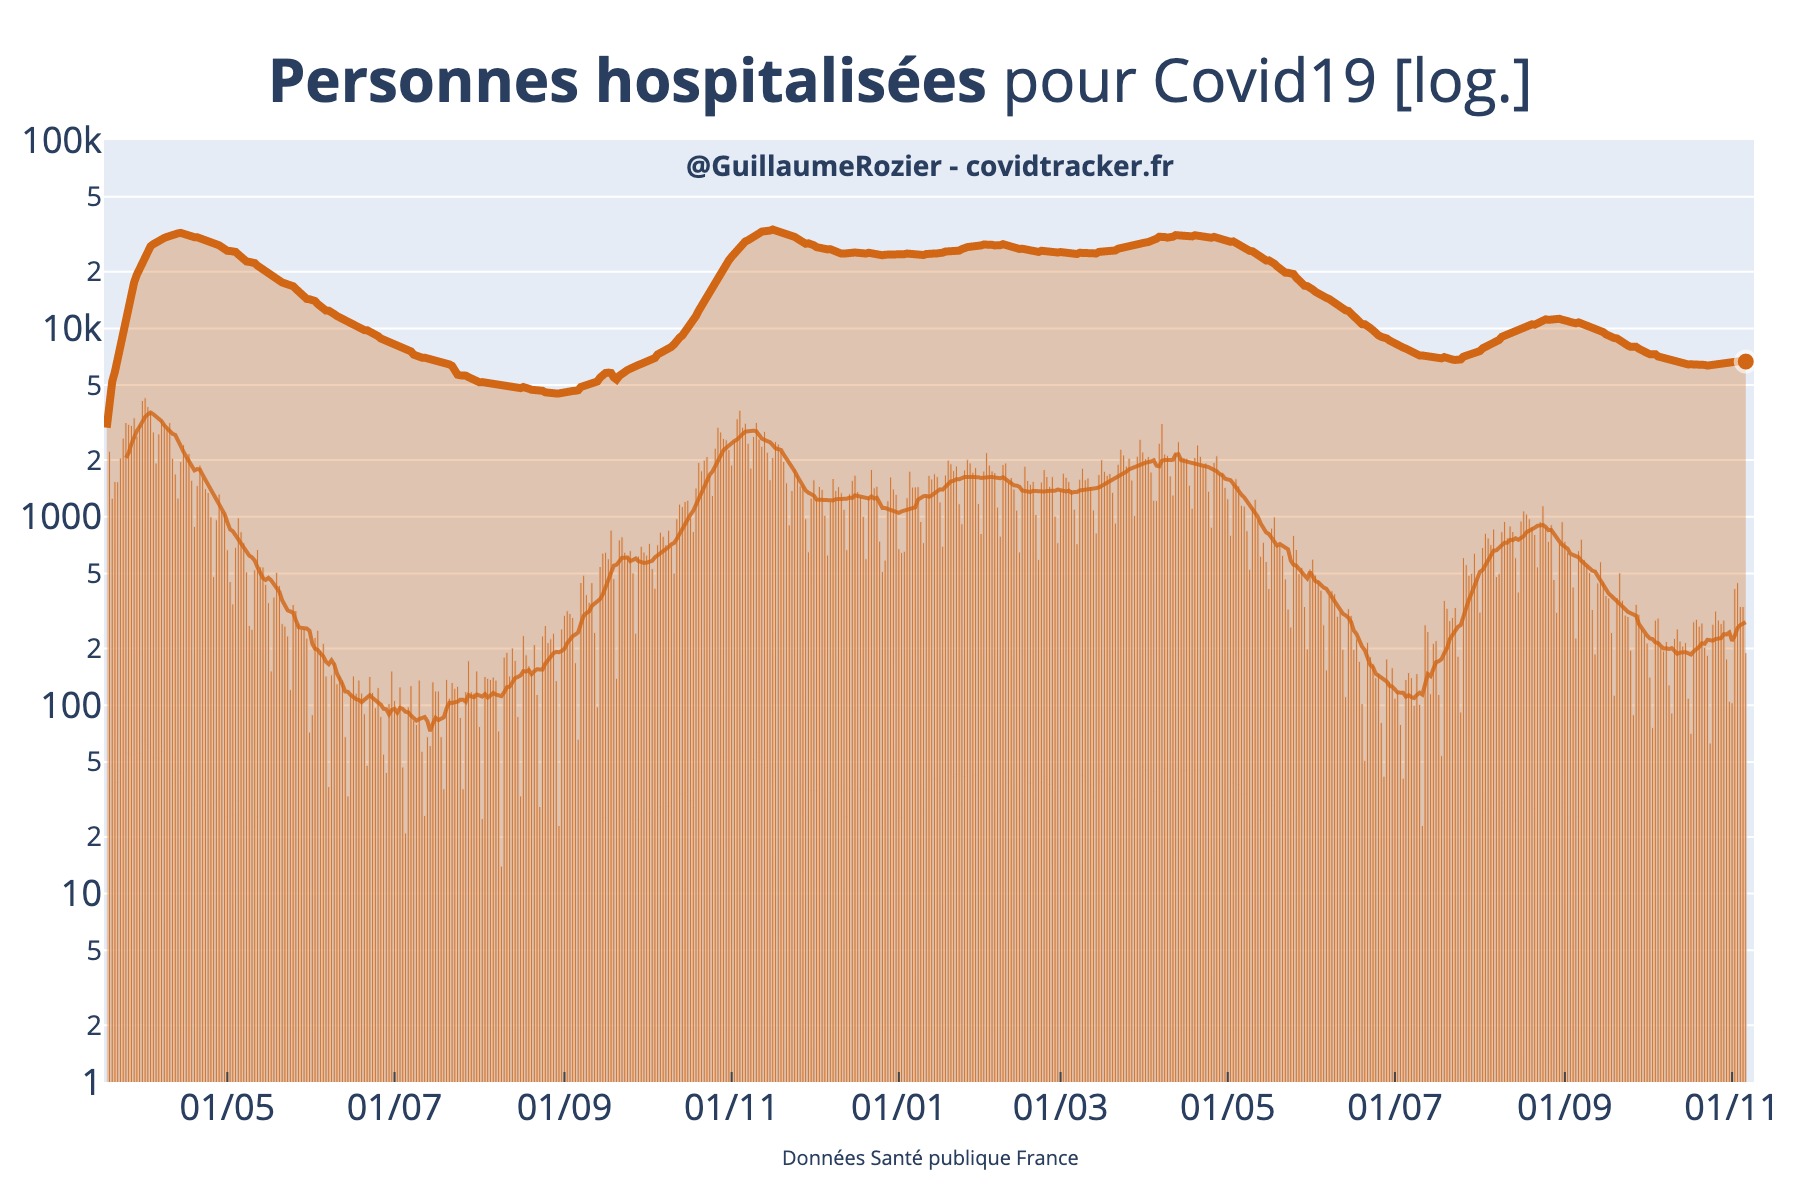 Personnes hospitalisées pour Covid19 [log.]
@GuillaumeRozier - covidtracker.fr
100k
5
2
10k
5
2
1000
5
2
100
5
2
10
5
2
1
01/05 01/07 01/09 01/11 01/01 01/03 01/05 01/07 01/09 01/11
Données Santé publique France